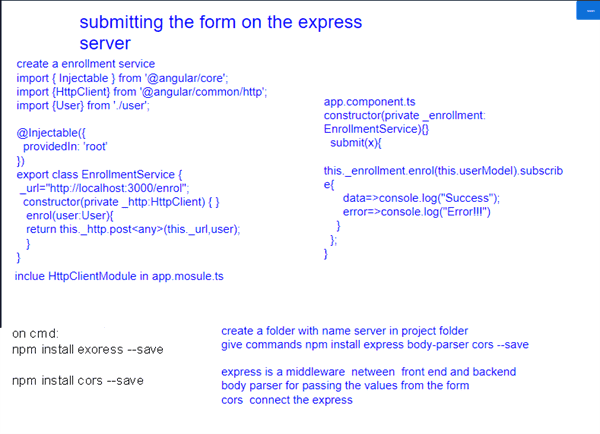 submitting the form on the express
server
create a enrollment service
import { Injectable } from '@angular/core';
import {HttpClient} from '@angular/common/http';
import {User} from './user';
@Injectable({
providedIn: 'root'
})
export class EnrollmentService {
_url="http://localhost:3000/enrol";
constructor(private _http:HttpClient) { }
enrol(user:User){
return this._http.post<any>(this._url,user);
}
}
inclue HttpClientModule in app.mosule.ts
app.component.ts
constructor(private _enrollment:
EnrollmentService){}
submit(x){
this._enrollment.enrol(this.userModel).subscrib
e{
data=>console.log("Success");
error=>console.log("Error!!!")
}
};
}
on cmd:
npm install exoress --save
npm install cors --save
create a folder with name server in project folder
give commands npm install express body-parser cors --save
express is a middleware netween front end and backend
body parser for passing the values from the form
cors connect the express